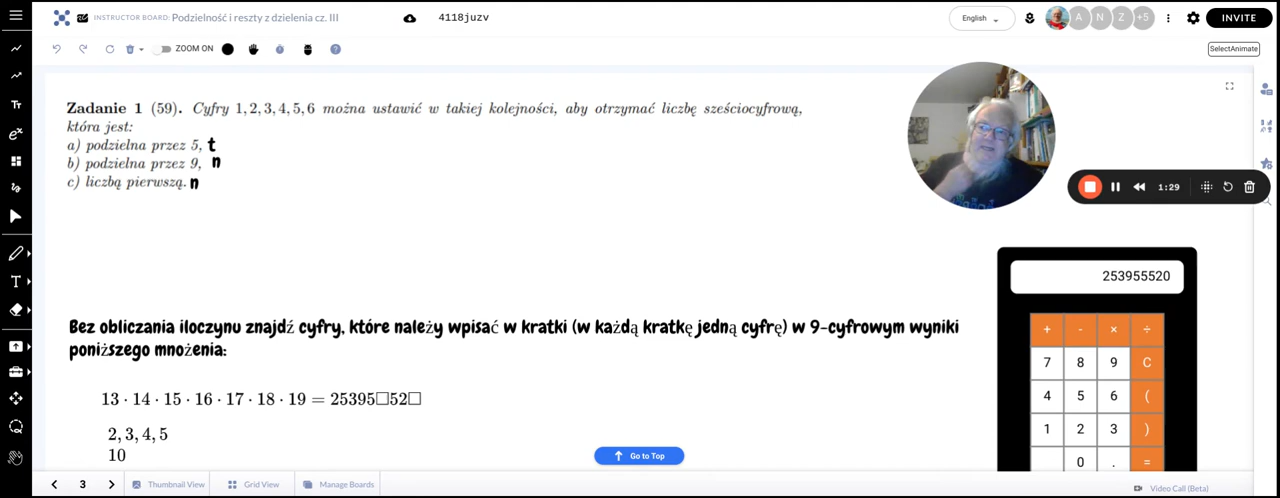 INSTRUCTOR BOARD: Podzielność i reszty z dzielenia cz. III
4118juzv
English
A N Z +5
INVITE
ZOOM ON
SelectAnimate
Zadanie 1 (59). Cyfry 1, 2, 3, 4, 5, 6 można ustawić w takiej kolejności, aby otrzymać liczbę sześciocyfrową,
która jest:
a) podzielna przez 5, t
b) podzielna przez 9, n
c) liczbą pierwszą. n
1:29
253955520
+ - × ÷
7 8 9 C
4 5 6 (
1 2 3 )
0 . =
Bez obliczania iloczynu znajdź cyfry, które należy wpisać w kratki (w każdą kratkę jedną cyfrę) w 9-cyfrowym wyniki
poniższego mnożenia:
13 · 14 · 15 · 16 · 17 · 18 · 19 = 25395□52□
2, 3, 4, 5
10
Go to Top
3
Thumbnail View
Grid View
Manage Boards
Video Call (Beta)